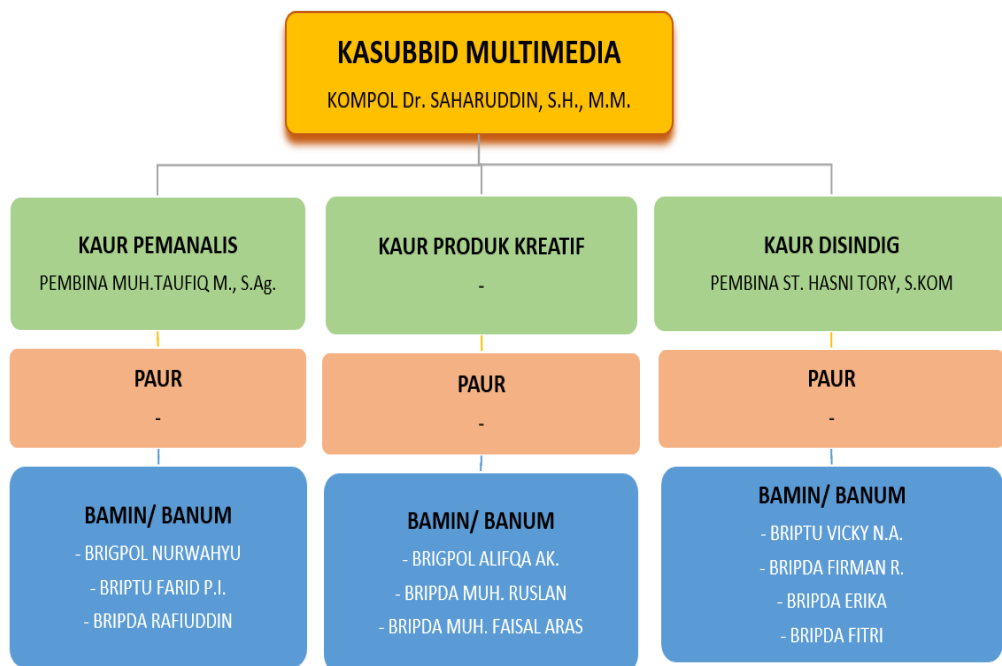 KASUBBID MULTIMEDIA
KOMPOL Dr. SAHARUDDIN, S.H., M.M.
KAUR PEMANALIS
PEMBINA MUH.TAUFIQ M., S.Ag.
KAUR PRODUK KREATIF
-
KAUR DISINDIG
PEMBINA ST. HASNI TORY, S.KOM
PAUR
-
PAUR
-
PAUR
-
BAMIN/ BANUM
- BRIGPOL NURWAHYU
- BRIPTU FARID P.I.
- BRIPDA RAFIUDDIN
BAMIN/ BANUM
- BRIGPOL ALIFQA AK.
- BRIPDA MUH. RUSLAN
- BRIPDA MUH. FAISAL ARAS
BAMIN/ BANUM
- BRIPTU VICKY N.A.
- BRIPDA FIRMAN R.
- BRIPDA ERIKA
- BRIPDA FITRI